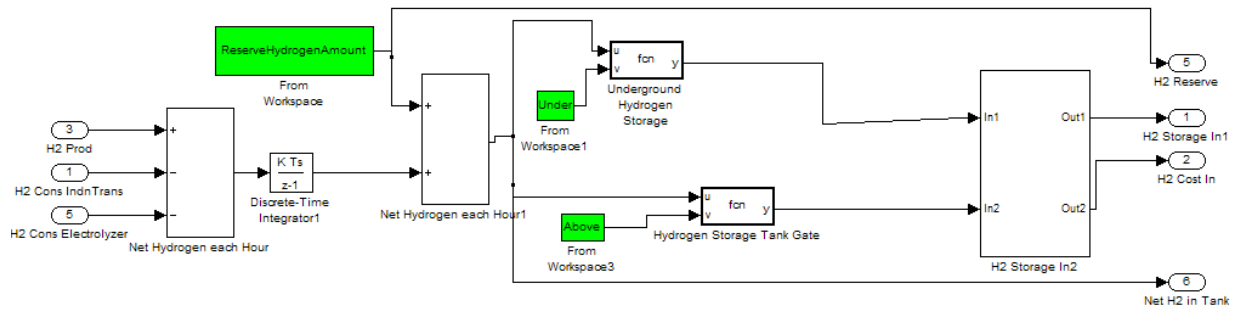 ReserveHydrogenAmount
From
Workspace
3
H2 Prod
1
H2 Cons IndnTrans
5
H2 Cons Electrolyzer
+
−
−
Net Hydrogen each Hour
K Ts
z-1
Discrete-Time
Integrator1
+
+
Net Hydrogen each Hour1
Under
From
Workspace1
u
v
fcn
y
Underground
Hydrogen
Storage
Above
From
Workspace3
u
v
fcn
y
Hydrogen Storage Tank Gate
In1
In2
Out1
Out2
H2 Storage In2
5
H2 Reserve
1
H2 Storage In1
2
H2 Cost In
6
Net H2 in Tank